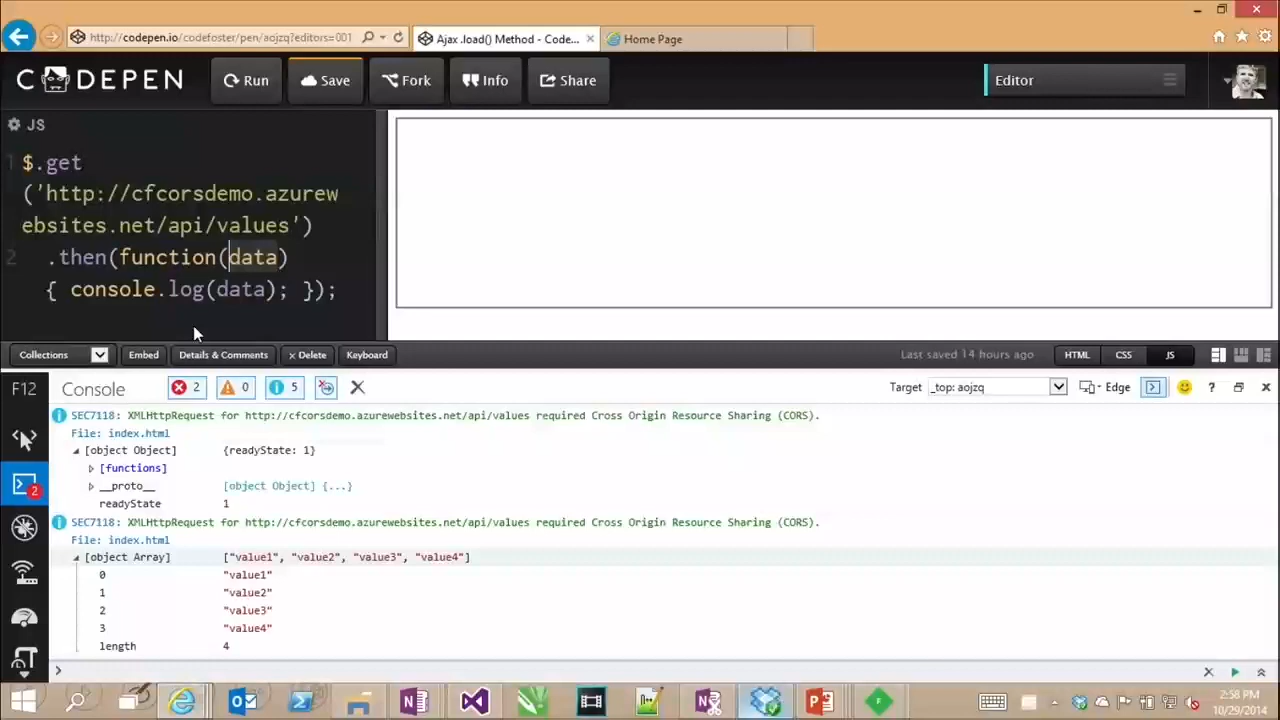 http://codepen.io/codefoster/pen/aojzq?editors=001
Ajax .load() Method - Code...
Home Page
CODEPEN
Run
Save
Fork
Info
Share
Editor
JS
1 $.get
('http://cfcorsdemo.azurew
ebsites.net/api/values')
2 .then(function(data)
{ console.log(data); });
Collections
Embed
Details & Comments
× Delete
Keyboard
Last saved 14 hours ago
HTML
CSS
JS
F12
Console
2
0
5
Target
_top: aojzq
Edge
?
SEC7118: XMLHttpRequest for http://cfcorsdemo.azurewebsites.net/api/values required Cross Origin Resource Sharing (CORS).
File: index.html
[object Object] {readyState: 1}
[functions]
__proto__ [object Object] {...}
readyState 1
2
SEC7118: XMLHttpRequest for http://cfcorsdemo.azurewebsites.net/api/values required Cross Origin Resource Sharing (CORS).
File: index.html
[object Array] ["value1", "value2", "value3", "value4"]
0 "value1"
1 "value2"
2 "value3"
3 "value4"
length 4
2:58 PM
10/29/2014